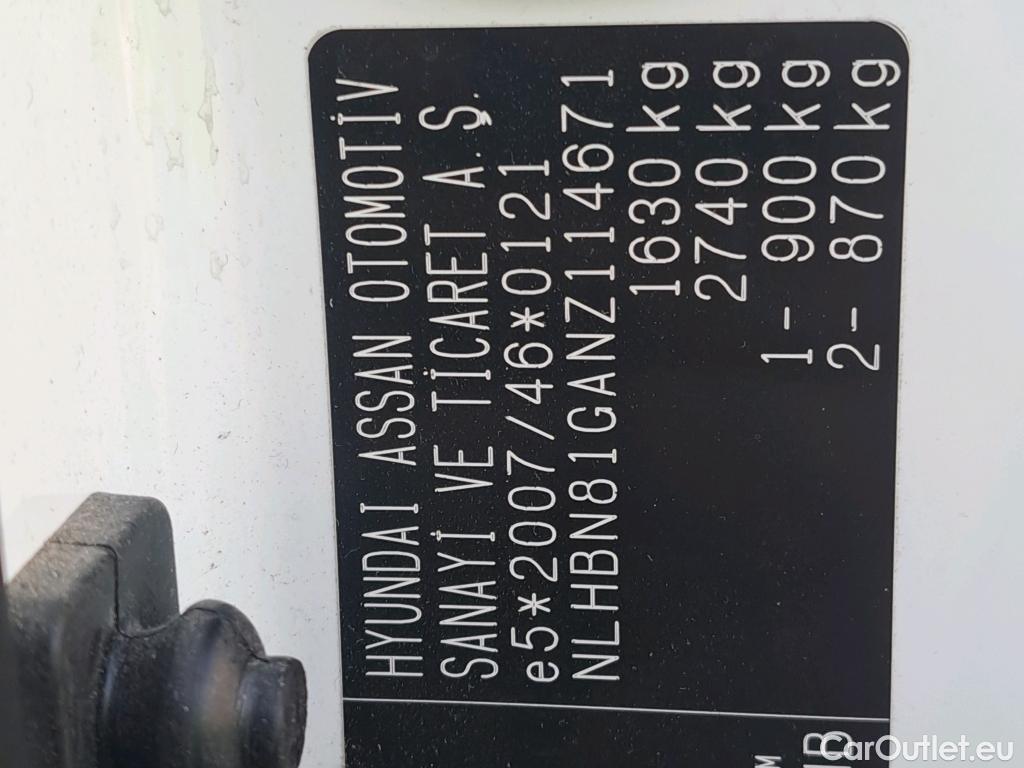 HYUNDAI ASSAN OTOMOTİV
SANAYİ VE TİCARET A.Ş.
e5*2007/46*0121
NLHBN81GANZ114671
1630 kg
2740 kg
1- 900 kg
2- 870 kg
CarOutlet.eu